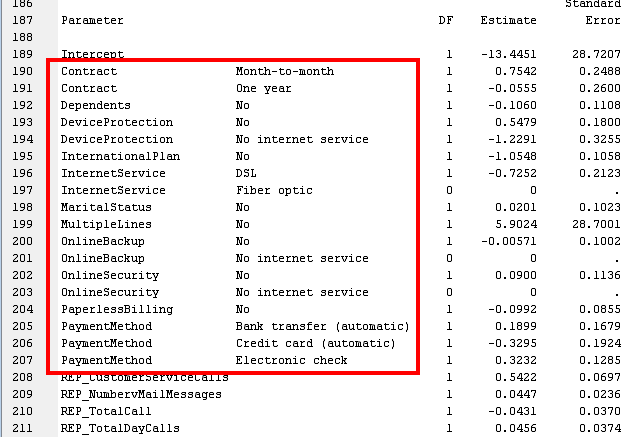 186 Standard
187 Parameter DF Estimate Error
188
189 Intercept 1 -13.4451 28.7207
190 Contract Month-to-month 1 0.7542 0.2488
191 Contract One year 1 -0.0555 0.2600
192 Dependents No 1 -0.1060 0.1108
193 DeviceProtection No 1 0.5479 0.1800
194 DeviceProtection No internet service 1 -1.2291 0.3255
195 InternationalPlan No 1 -1.0548 0.1058
196 InternetService DSL 1 -0.7252 0.2123
197 InternetService Fiber optic 0 0 .
198 MaritalStatus No 1 0.0201 0.1023
199 MultipleLines No 1 5.9024 28.7001
200 OnlineBackup No 1 -0.00571 0.1002
201 OnlineBackup No internet service 0 0 .
202 OnlineSecurity No 1 0.0900 0.1136
203 OnlineSecurity No internet service 0 0 .
204 PaperlessBilling No 1 -0.0992 0.0855
205 PaymentMethod Bank transfer (automatic) 1 0.1899 0.1679
206 PaymentMethod Credit card (automatic) 1 -0.3295 0.1924
207 PaymentMethod Electronic check 1 0.3232 0.1285
208 REP_CustomerServiceCalls 1 0.5422 0.0697
209 REP_NumbervMailMessages 1 0.0447 0.0236
210 REP_TotalCall 1 -0.0431 0.0370
211 REP_TotalDayCalls 1 0.0456 0.0374